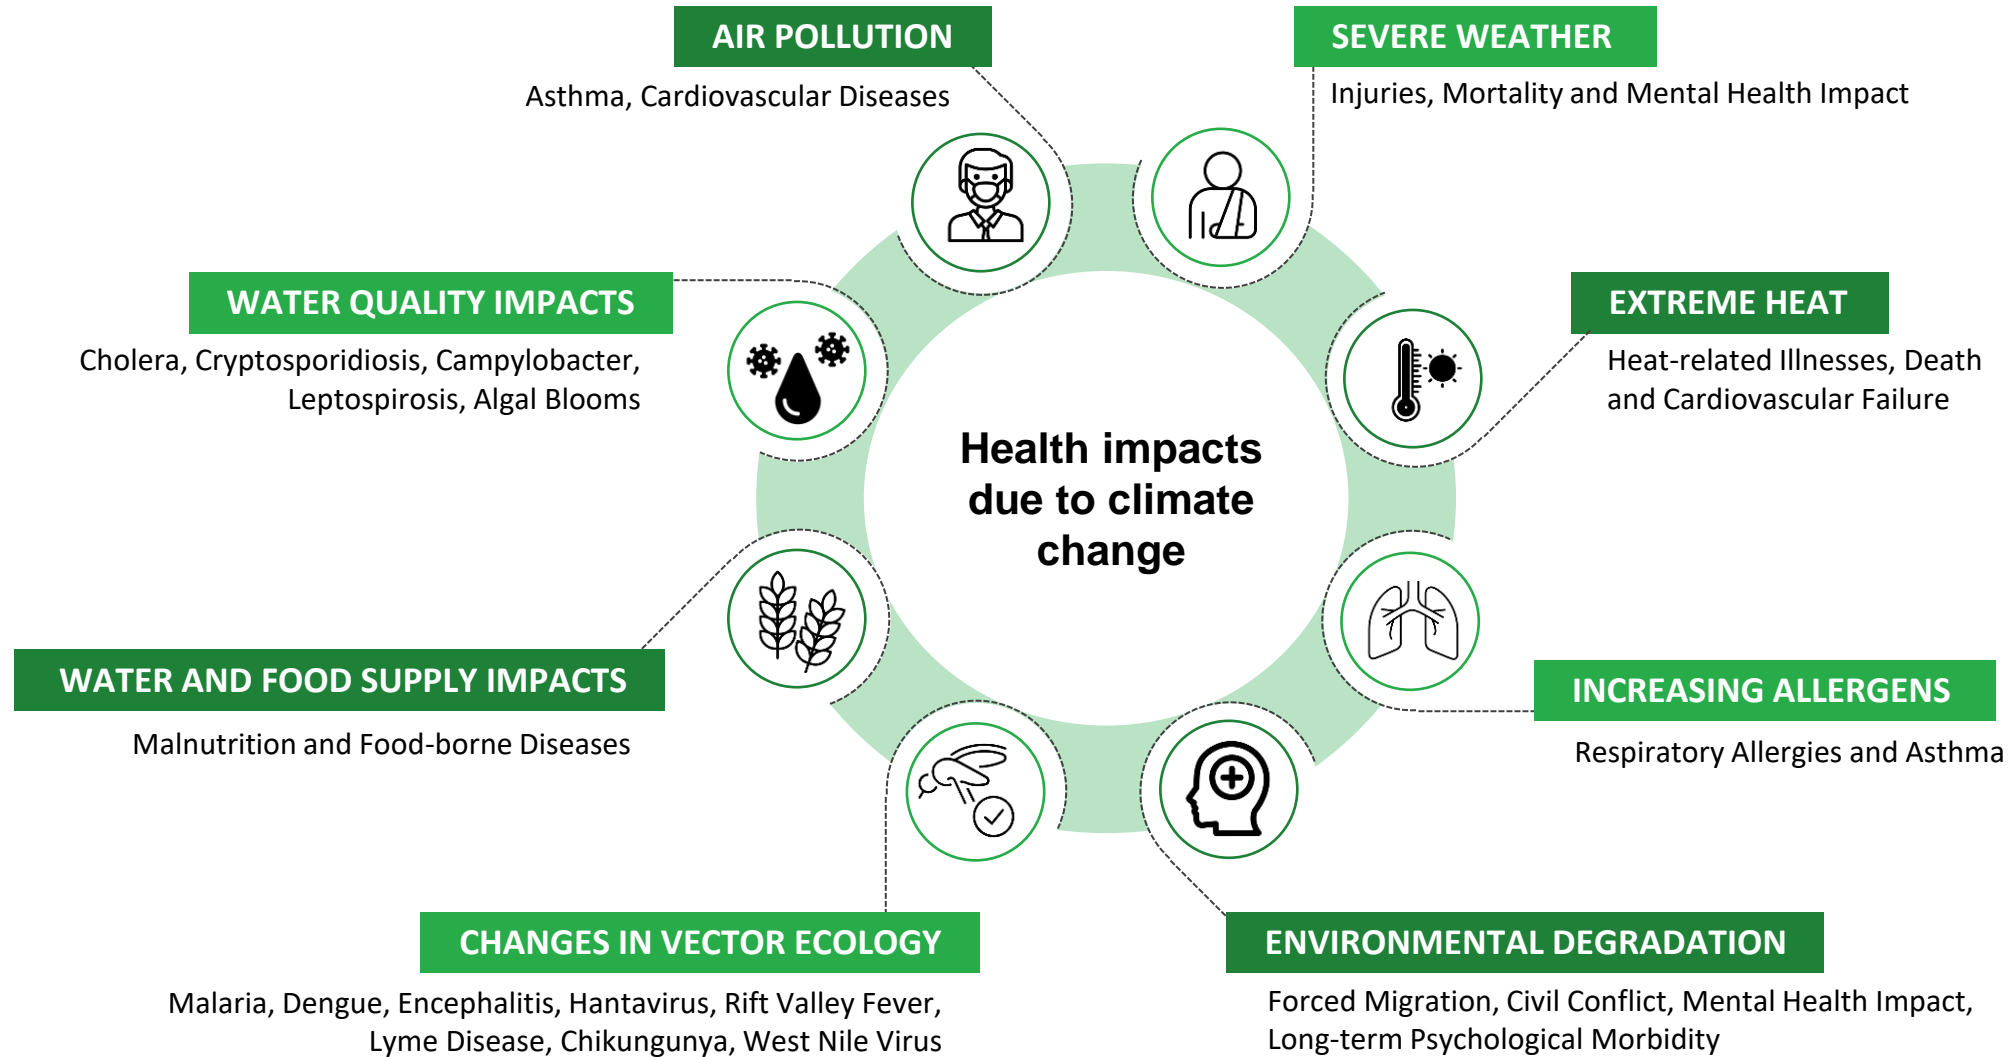 AIR POLLUTION
Asthma, Cardiovascular Diseases
SEVERE WEATHER
Injuries, Mortality and Mental Health Impact
WATER QUALITY IMPACTS
Cholera, Cryptosporidiosis, Campylobacter,
Leptospirosis, Algal Blooms
EXTREME HEAT
Heat-related Illnesses, Death
and Cardiovascular Failure
Health impacts
due to climate
change
WATER AND FOOD SUPPLY IMPACTS
Malnutrition and Food-borne Diseases
INCREASING ALLERGENS
Respiratory Allergies and Asthma
CHANGES IN VECTOR ECOLOGY
Malaria, Dengue, Encephalitis, Hantavirus, Rift Valley Fever,
Lyme Disease, Chikungunya, West Nile Virus
ENVIRONMENTAL DEGRADATION
Forced Migration, Civil Conflict, Mental Health Impact,
Long-term Psychological Morbidity